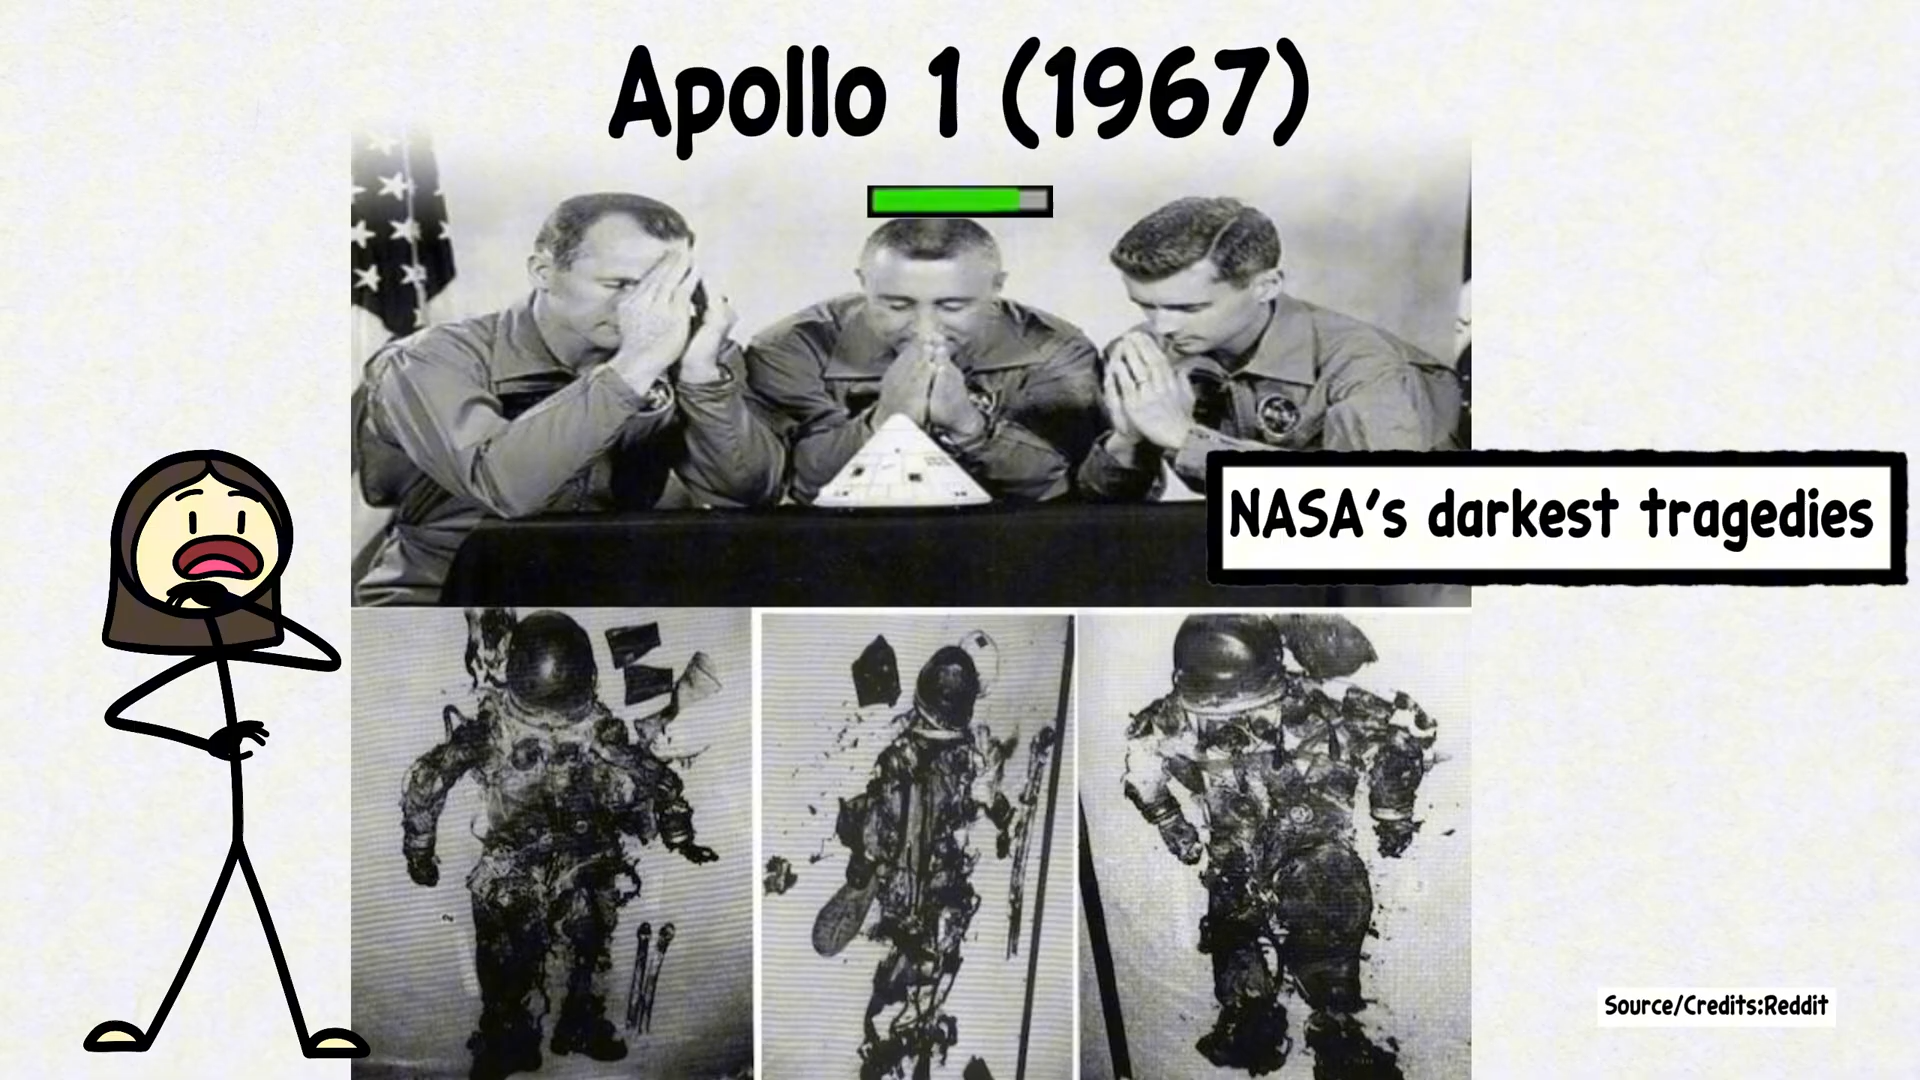 Apollo 1 (1967)
NASA's darkest tragedies
Source/Credits:Reddit